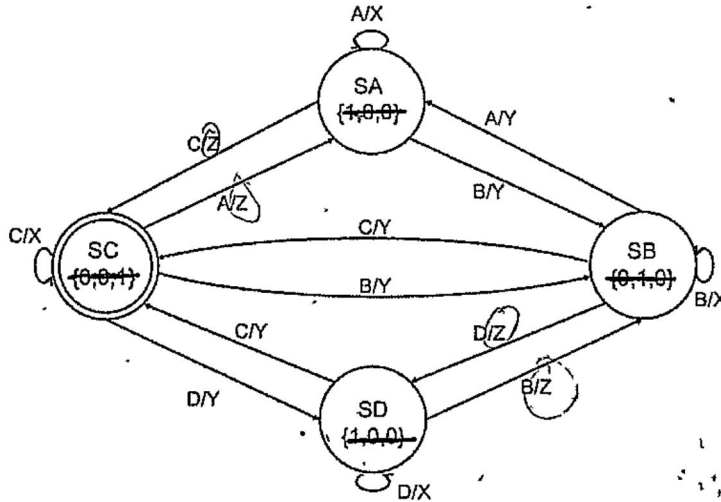 A/X
SA
{1,0,0}
C/Z
A/Z
A/Y
B/Y
C/X
SC
{0,0,1}
C/Y
B/Y
SB
{0,1,0}
B/X
C/Y
D/Z
D/Y
B/Z
SD
{1,0,0}
D/X